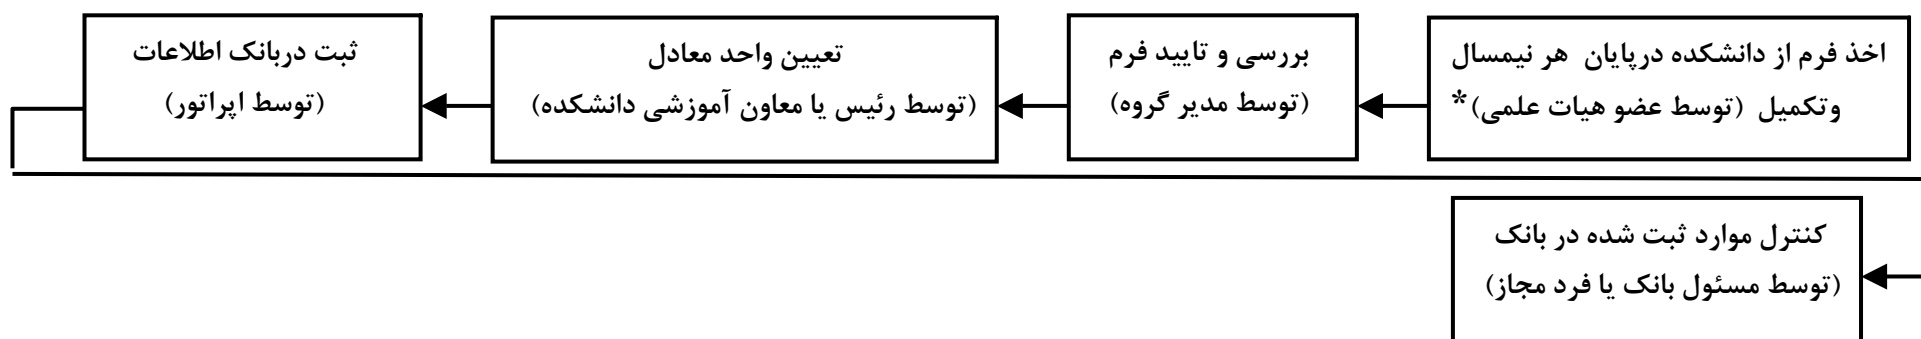 اخذ فرم از دانشکده درپایان هر نیمسال
وتکمیل (توسط عضو هیات علمی)*
بررسی و تایید فرم
(توسط مدیر گروه)
تعیین واحد معادل
(توسط رئیس یا معاون آموزشی دانشکده)
ثبت دربانک اطلاعات
(توسط اپراتور)
کنترل موارد ثبت شده در بانک
(توسط مسئول بانک یا فرد مجاز)